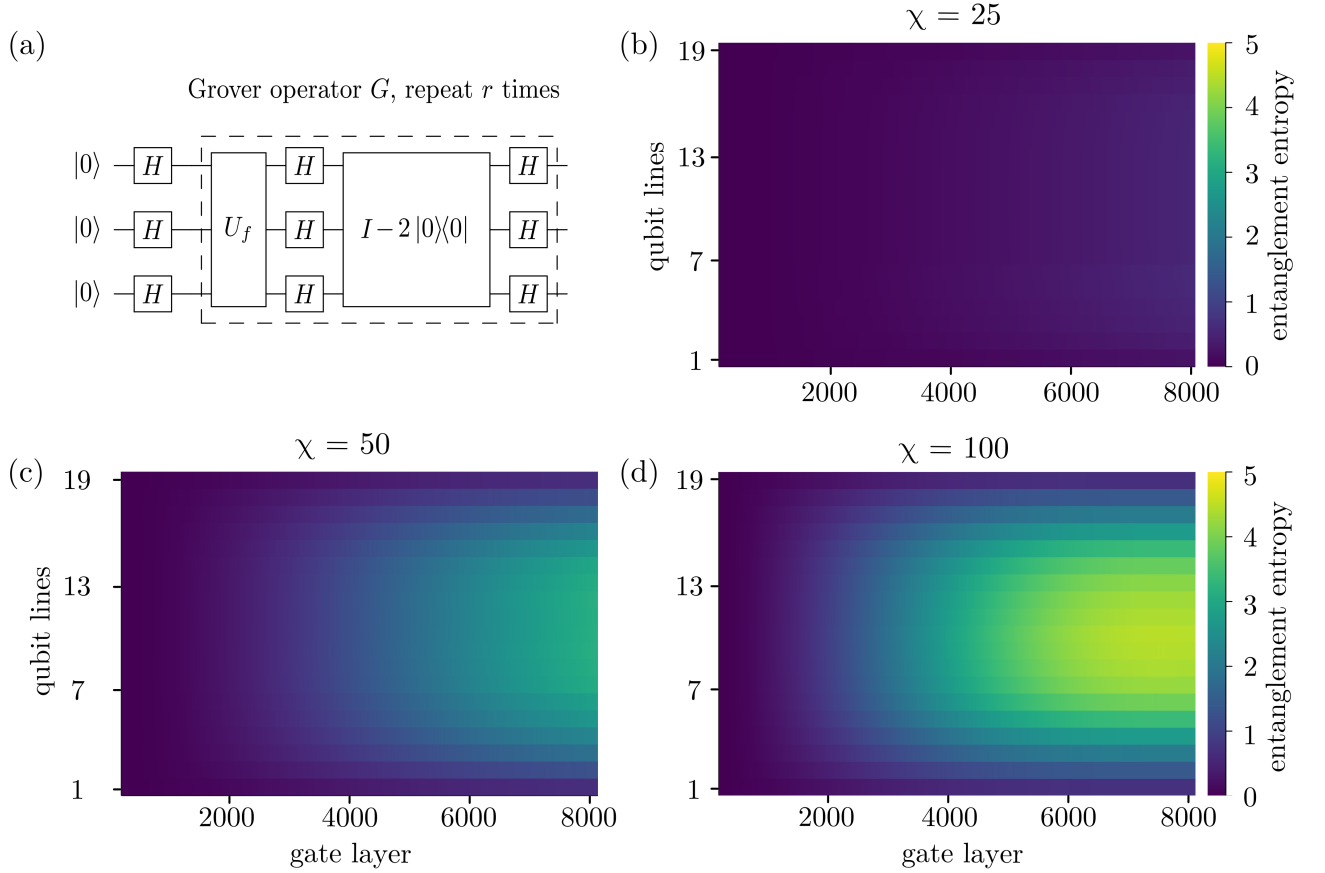 (a)
Grover operator G, repeat r times
|0⟩ H H H
|0⟩ H U_f H I − 2 |0⟩⟨0| H
|0⟩ H H H
(b)
χ = 25
qubit lines
19
13
7
1
2000 4000 6000 8000
5
4
3
2
1
0
entanglement entropy
(c)
χ = 50
qubit lines
19
13
7
1
2000 4000 6000 8000
gate layer
(d)
χ = 100
19
13
7
1
2000 4000 6000 8000
gate layer
5
4
3
2
1
0
entanglement entropy